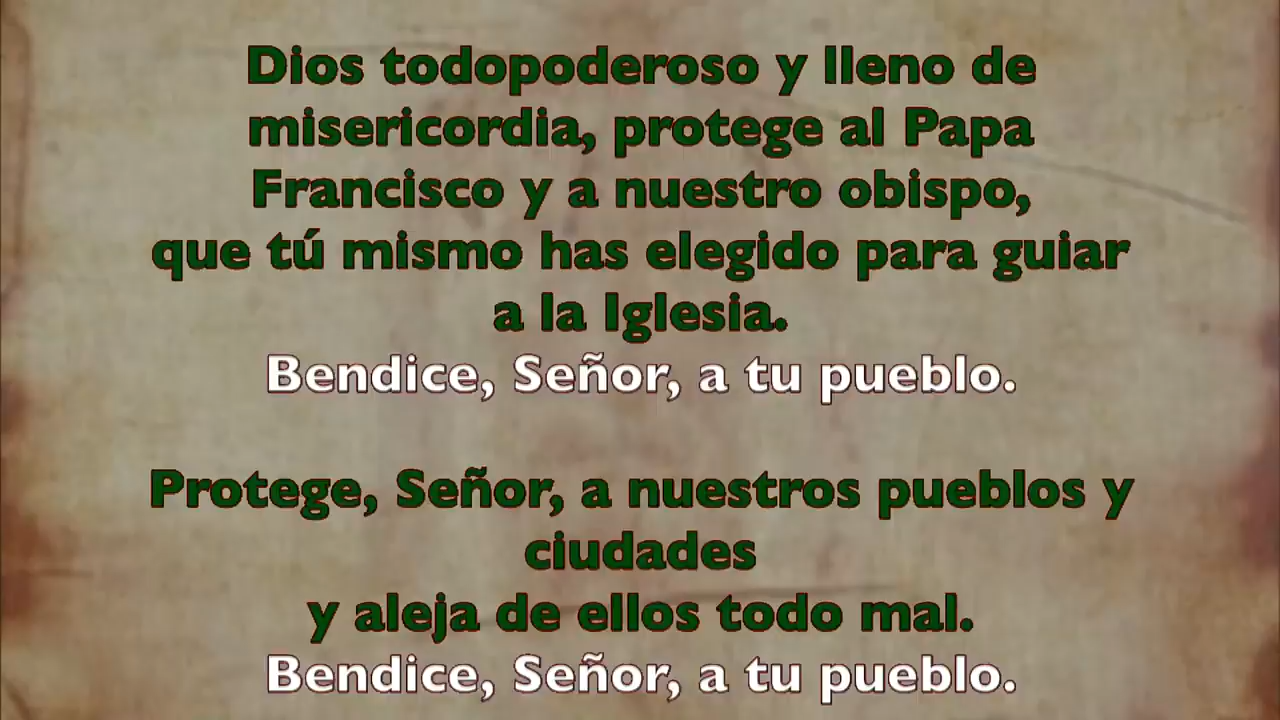 Dios todopoderoso y lleno de
misericordia, protege al Papa
Francisco y a nuestro obispo,
que tú mismo has elegido para guiar
a la Iglesia.
Bendice, Señor, a tu pueblo.
Protege, Señor, a nuestros pueblos y
ciudades
y aleja de ellos todo mal.
Bendice, Señor, a tu pueblo.